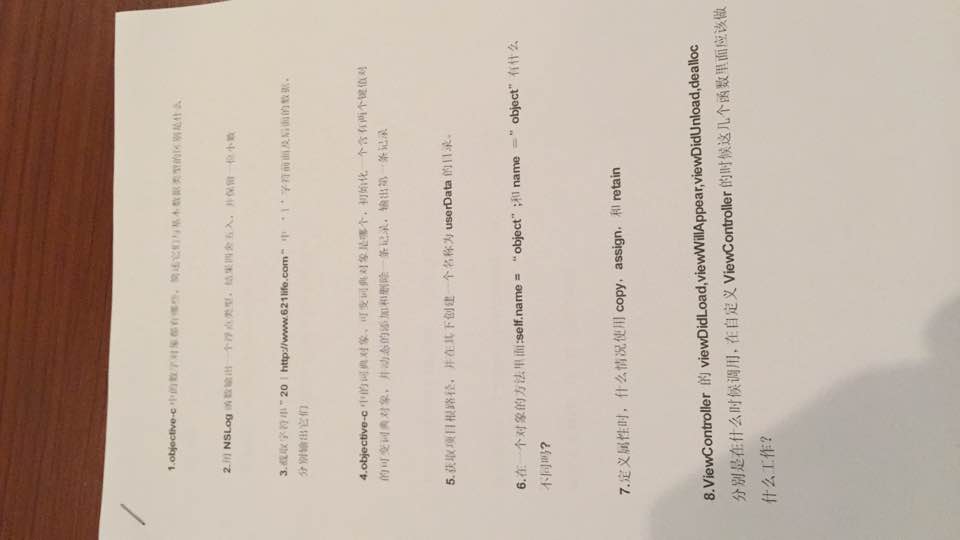 1.objective-c 中的数字对象都有哪些，简述它们与基本数据类型的区别是什么
2.用 NSLog 函数输出一个浮点类型，结果四舍五入，并保留一位小数
3.截取字符串"20 | http://www.621life.com" 中 '|' 字符前面及后面的数据，
分别输出它们
4.objective-c 中的词典对象、可变词典对象是哪个，初始化一个含有两个键值对
的可变词典对象，并动态的添加和删除一条记录，输出第一条记录
5.获取项目根路径，并在其下创建一个名称为 userData 的目录。
6.在一个对象的方法里面:self.name = “object”;和 name =”object” 有什么
不同吗?
7.定义属性时，什么情况使用 copy，assign，和 retain
8.ViewController 的 viewDidLoad,viewWillAppear,viewDidUnload,dealloc
分别是在什么时候调用,在自定义 ViewController 的时候这几个函数里面应该做
什么工作？